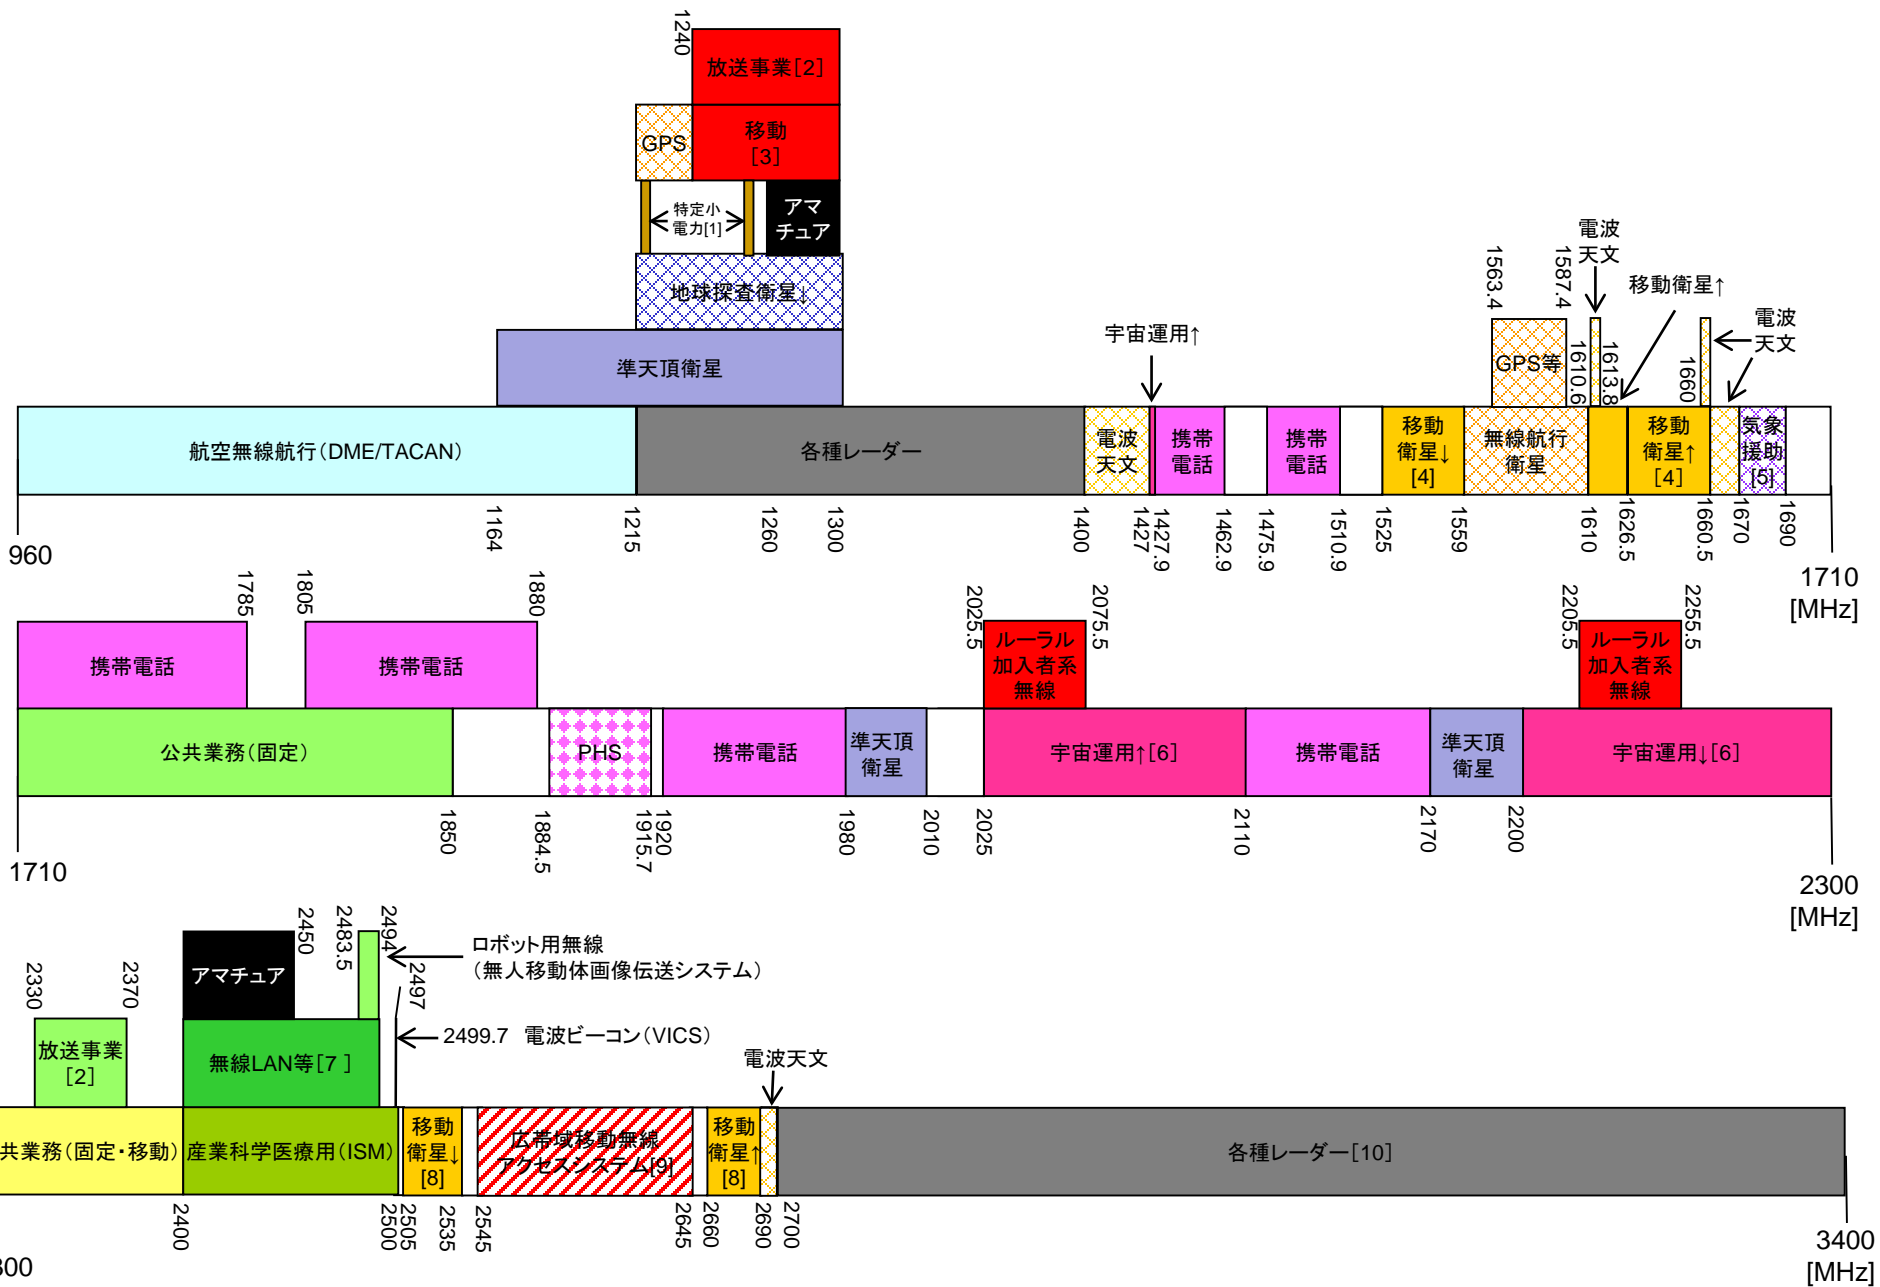 1240
放送事業[2]
GPS
移動
[3]
特定小
電力[1]
アマ
チュア
地球探査衛星↓
準天頂衛星
宇宙運用↑
1563.4
1587.4
電波
天文
移動衛星↑
電波
天文
GPS等
1610.6
1613.8
1660
航空無線航行(DME/TACAN)
各種レーダー
電波
天文
携帯
電話
携帯
電話
移動
衛星↓
[4]
無線航行
衛星
移動
衛星↑
[4]
気象
援助
[5]
960
1164
1215
1260
1300
1400
1427
1427.9
1462.9
1475.9
1510.9
1525
1559
1610
1626.5
1660.5
1670
1690
1710
[MHz]
1785
1805
1880
2025.5
2075.5
2205.5
2255.5
携帯電話
携帯電話
ルーラル
加入者系
無線
ルーラル
加入者系
無線
公共業務(固定)
PHS
携帯電話
準天頂
衛星
宇宙運用↑[6]
携帯電話
準天頂
衛星
宇宙運用↓[6]
1710
1850
1884.5
1915.7
1920
1980
2010
2025
2110
2170
2200
2300
[MHz]
2330
2370
2450
2483.5
2494
2497
アマチュア
ロボット用無線
(無人移動体画像伝送システム)
放送事業
[2]
無線LAN等[7 ]
2499.7 電波ビーコン(VICS)
電波天文
共業務(固定・移動)
産業科学医療用(ISM)
移動
衛星↓
[8]
広帯域移動無線
アクセスシステム[9]
移動
衛星↑
[8]
各種レーダー[10]
2400
2500
2505
2535
2545
2645
2660
2690
2700
300
3400
[MHz]